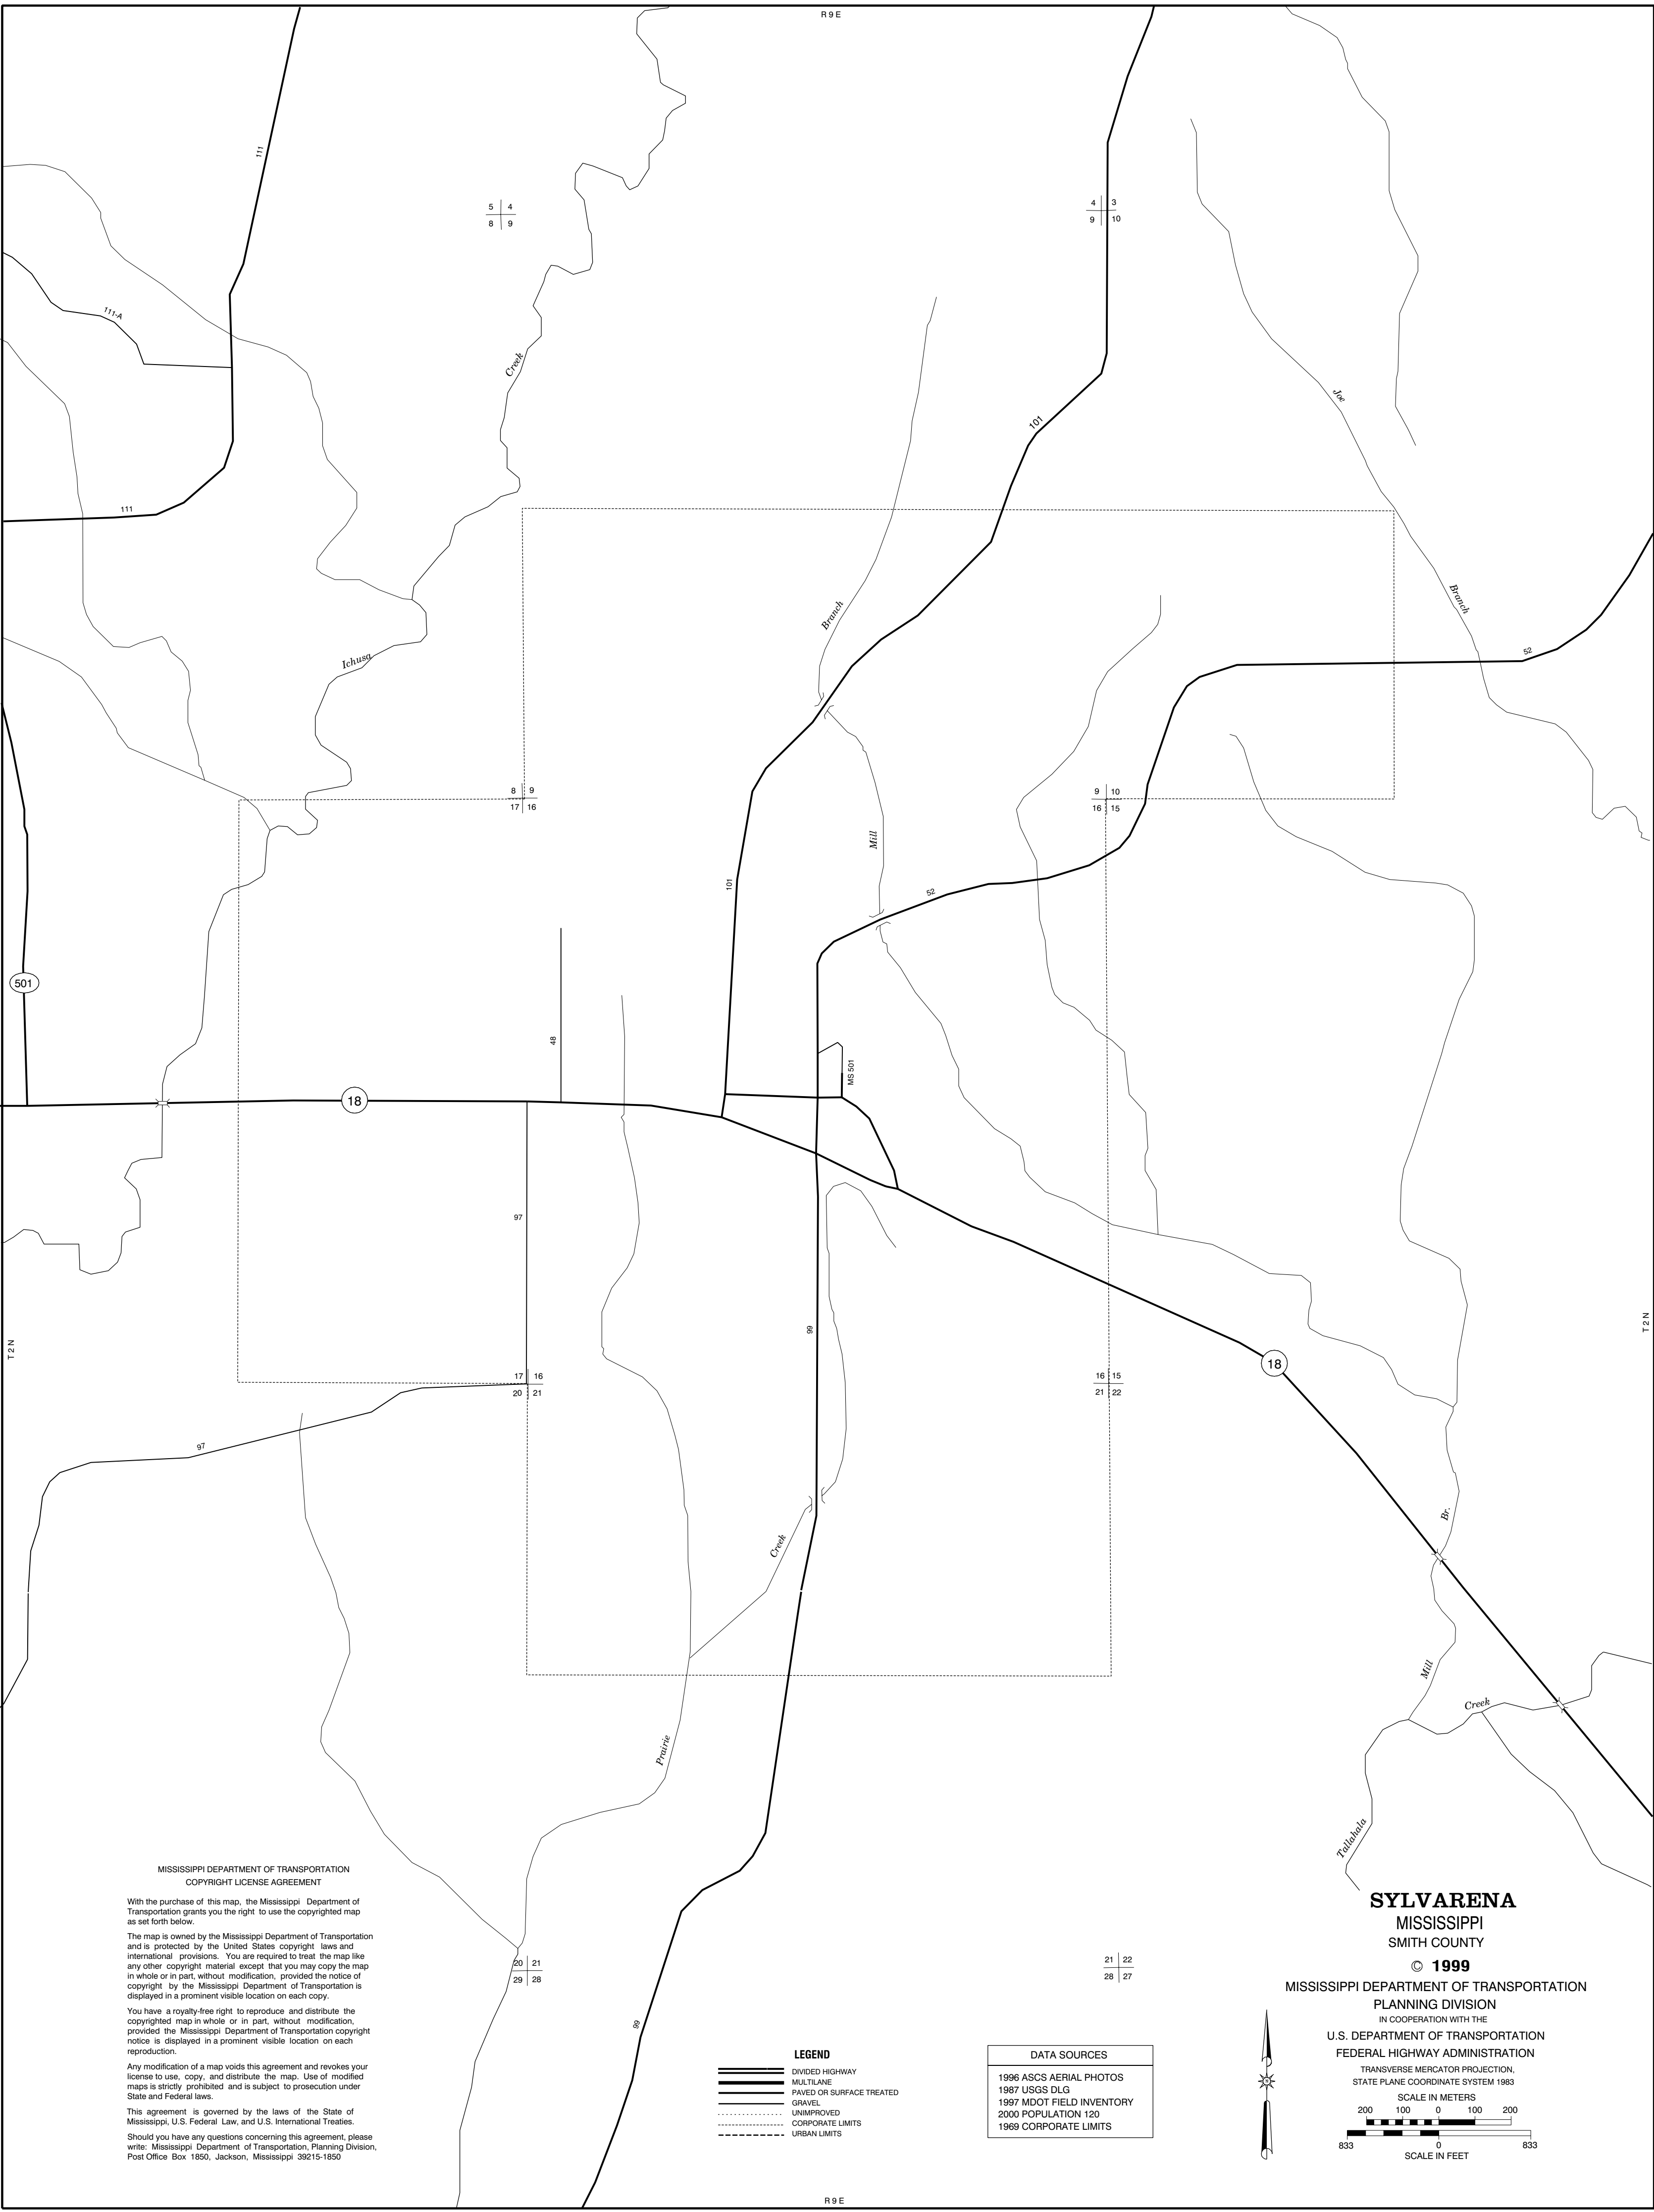 R 9 E
111
5 4
8 9
4 3
9 10
111-A
Creek
Joe
101
111
Branch
Branch
Ichusa
52
8 9
17 16
9 10
16 15
Mill
101
52
501
48
MS 501
18
97
99
T 2 N
T 2 N
18
17 16
20 21
16 15
21 22
97
Br.
Creek
Mill
Creek
Prairie
Tallahala
MISSISSIPPI DEPARTMENT OF TRANSPORTATION
COPYRIGHT LICENSE AGREEMENT
With the purchase of this map, the Mississippi Department of
Transportation grants you the right to use the copyrighted map
as set forth below.
The map is owned by the Mississippi Department of Transportation
and is protected by the United States copyright laws and
international provisions. You are required to treat the map like
any other copyright material except that you may copy the map
in whole or in part, without modification, provided the notice of
copyright by the Mississippi Department of Transportation is
displayed in a prominent visible location on each copy.
You have a royalty-free right to reproduce and distribute the
copyrighted map in whole or in part, without modification,
provided the Mississippi Department of Transportation copyright
notice is displayed in a prominent visible location on each
reproduction.
Any modification of a map voids this agreement and revokes your
license to use, copy, and distribute the map. Use of modified
maps is strictly prohibited and is subject to prosecution under
State and Federal laws.
This agreement is governed by the laws of the State of
Mississippi, U.S. Federal Law, and U.S. International Treaties.
Should you have any questions concerning this agreement, please
write: Mississippi Department of Transportation, Planning Division,
Post Office Box 1850, Jackson, Mississippi 39215-1850
20 21
29 28
21 22
28 27
99
LEGEND
DIVIDED HIGHWAY
MULTILANE
PAVED OR SURFACE TREATED
GRAVEL
UNIMPROVED
CORPORATE LIMITS
URBAN LIMITS
DATA SOURCES
1996 ASCS AERIAL PHOTOS
1987 USGS DLG
1997 MDOT FIELD INVENTORY
2000 POPULATION 120
1969 CORPORATE LIMITS
N
SYLVARENA
MISSISSIPPI
SMITH COUNTY
© 1999
MISSISSIPPI DEPARTMENT OF TRANSPORTATION
PLANNING DIVISION
IN COOPERATION WITH THE
U.S. DEPARTMENT OF TRANSPORTATION
FEDERAL HIGHWAY ADMINISTRATION
TRANSVERSE MERCATOR PROJECTION,
STATE PLANE COORDINATE SYSTEM 1983
SCALE IN METERS
200 100 0 100 200
833 0 833
SCALE IN FEET
R 9 E